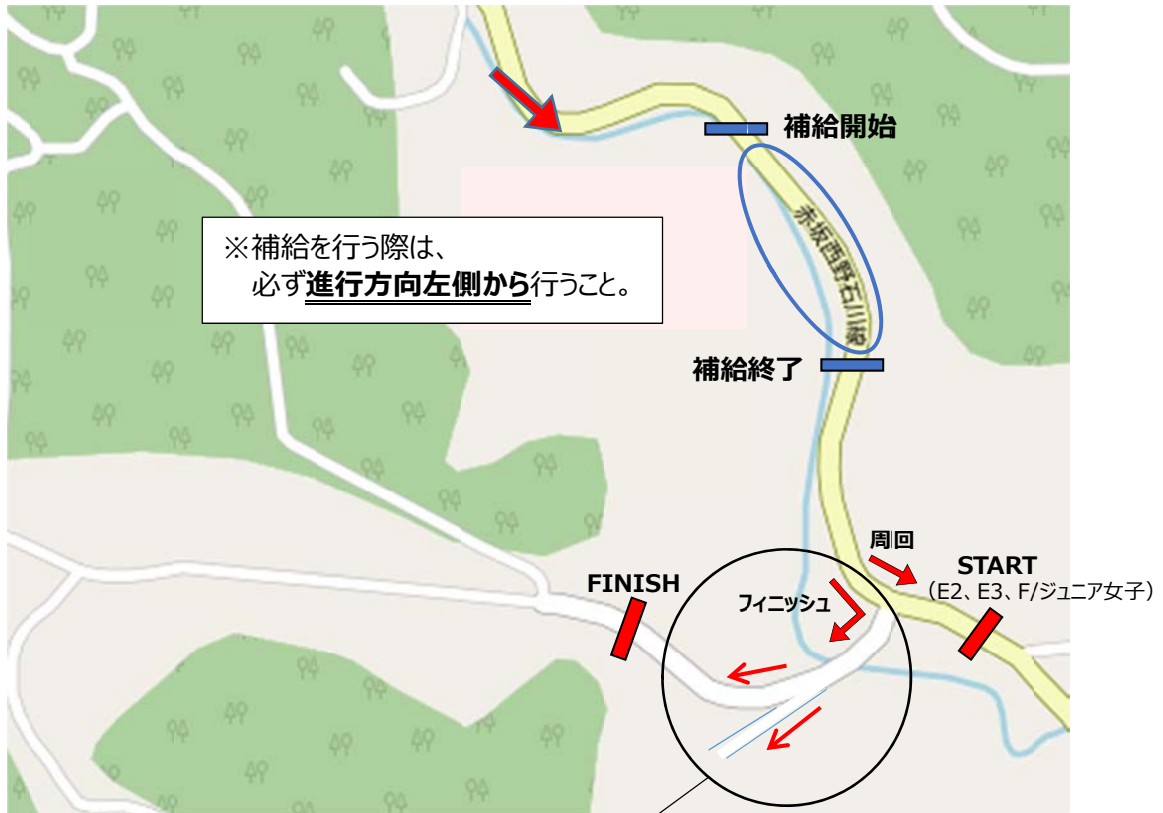 補給開始
赤坂西野石川線
※補給を行う際は、
必ず進行方向左側から行うこと。
補給終了
周回
START
（E2、E3、F/ジュニア女子）
FINISH
フィニッシュ